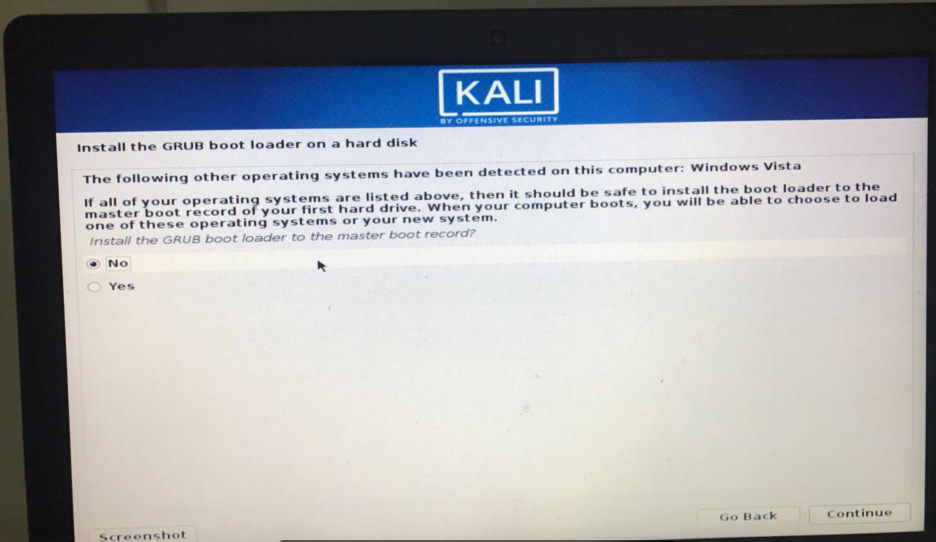 KALI
BY OFFENSIVE SECURITY
Install the GRUB boot loader on a hard disk
The following other operating systems have been detected on this computer: Windows Vista
If all of your operating systems are listed above, then it should be safe to install the boot loader to the
master boot record of your first hard drive. When your computer boots, you will be able to choose to load
one of these operating systems or your new system.
Install the GRUB boot loader to the master boot record?
No
Yes
Go Back
Continue
Screenshot